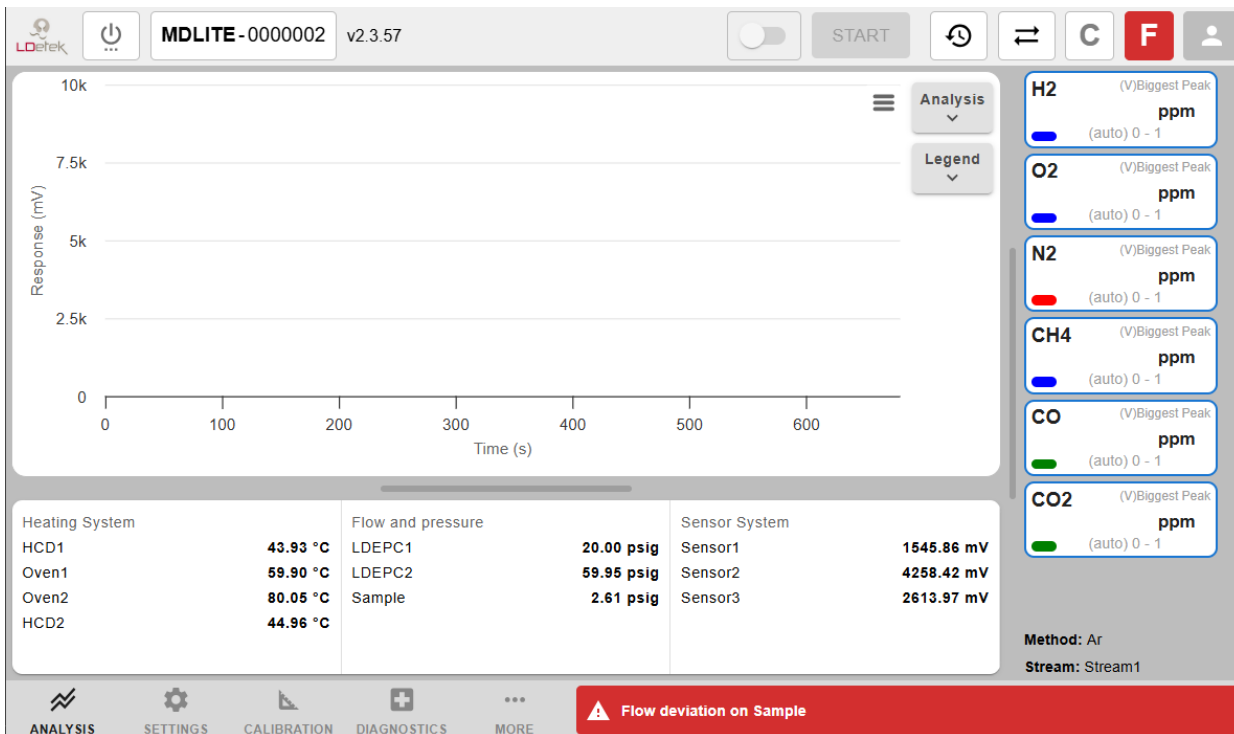 LDetek
MDLITE-0000002
v2.3.57
START
C
F
10k
7.5k
5k
2.5k
0
Response (mV)
0 100 200 300 400 500 600
Time (s)
Analysis
Legend
H2 (V)Biggest Peak
ppm
(auto) 0 - 1
O2 (V)Biggest Peak
ppm
(auto) 0 - 1
N2 (V)Biggest Peak
ppm
(auto) 0 - 1
CH4 (V)Biggest Peak
ppm
(auto) 0 - 1
CO (V)Biggest Peak
ppm
(auto) 0 - 1
CO2 (V)Biggest Peak
ppm
(auto) 0 - 1
Heating System
HCD1 43.93 °C
Oven1 59.90 °C
Oven2 80.05 °C
HCD2 44.96 °C
Flow and pressure
LDEPC1 20.00 psig
LDEPC2 59.95 psig
Sample 2.61 psig
Sensor System
Sensor1 1545.86 mV
Sensor2 4258.42 mV
Sensor3 2613.97 mV
Method: Ar
Stream: Stream1
ANALYSIS
SETTINGS
CALIBRATION
DIAGNOSTICS
MORE
Flow deviation on Sample